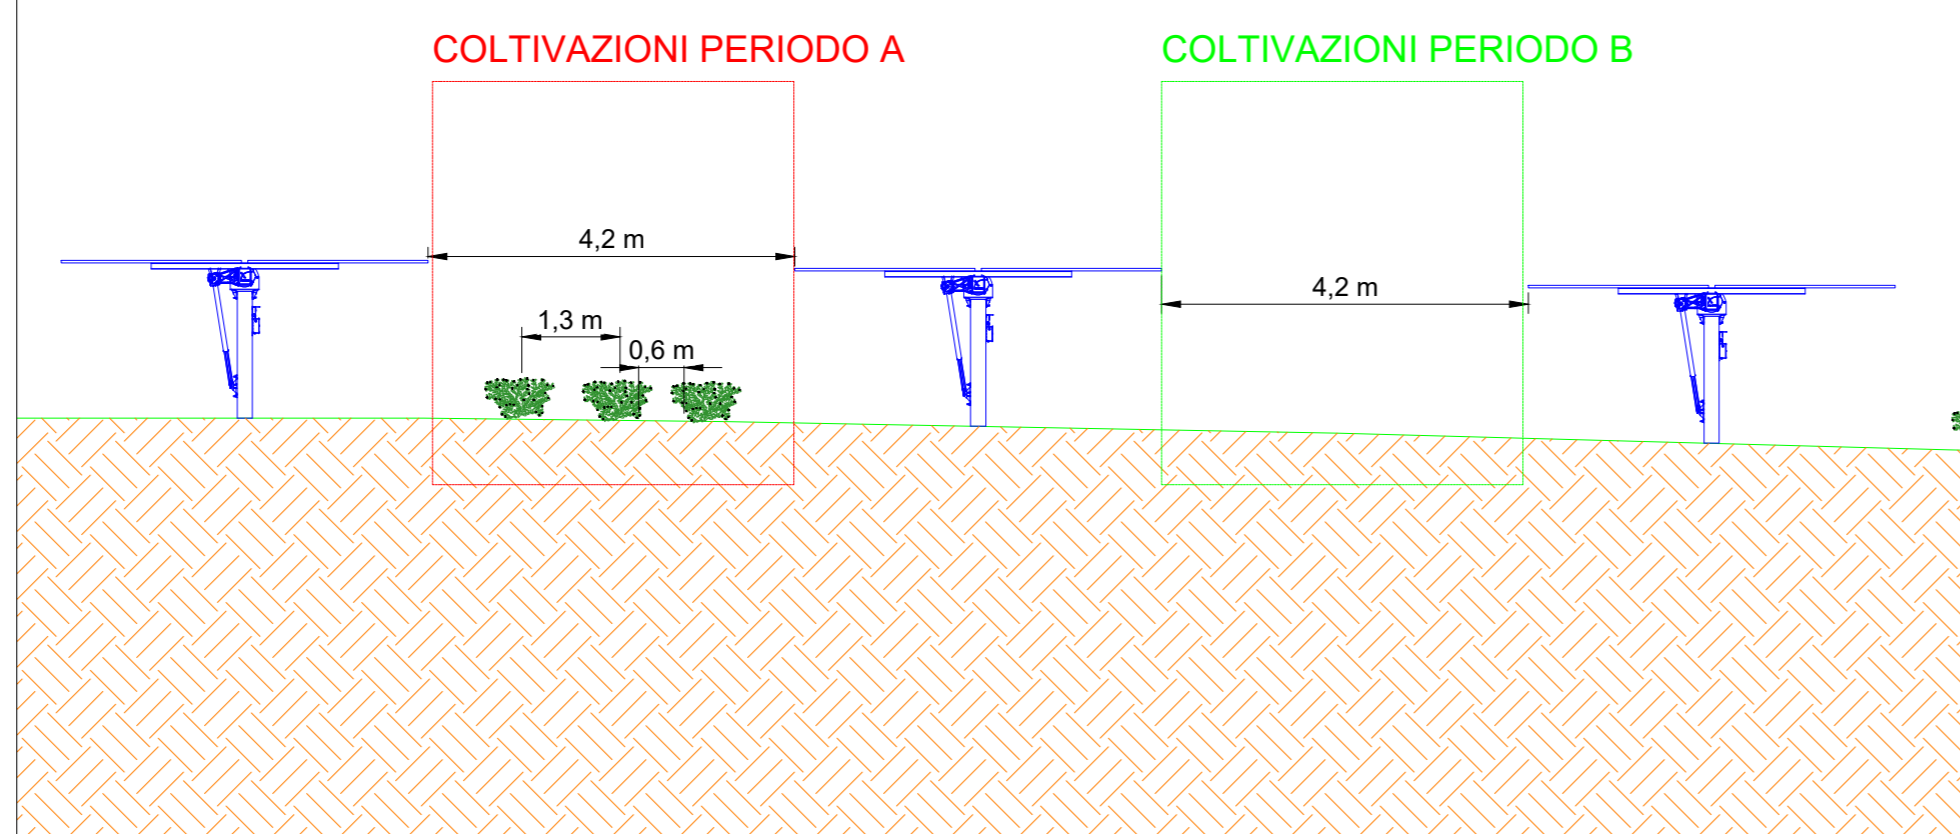 COLTIVAZIONI PERIODO A
COLTIVAZIONI PERIODO B
4,2 m
4,2 m
1,3 m
0,6 m